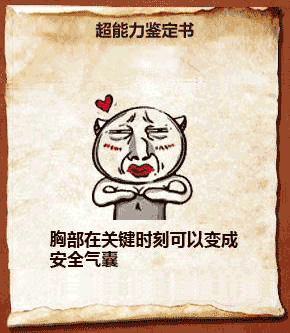 超能力鉴定书
胸部在关键时刻可以变成
安全气囊